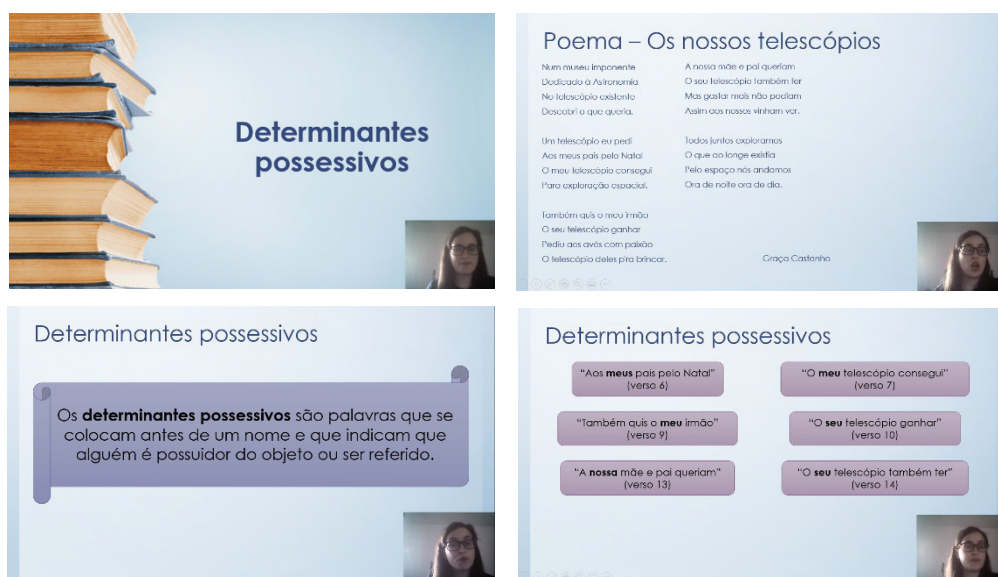 Determinantes
possessivos
Poema – Os nossos telescópios
Num museu imponente
Dedicado à Astronomia
No telescópio existente
Descobri o que queria.
Um telescópio eu pedi
Aos meus pais pelo Natal
O meu telescópio consegui
Para exploração espacial.
Também quis o meu irmão
O seu telescópio ganhar
Pediu aos avós com paixão
O telescópio deles p'ra brincar.
A nossa mãe e pai queriam
O seu telescópio também ter
Mas gastar mais não podiam
Assim aos nossos vinham ver.
Todos juntos exploramos
O que ao longe existia
Pelo espaço nós andamos
Ora de noite ora de dia.
Graça Castanho
Determinantes possessivos
Os determinantes possessivos são palavras que se
colocam antes de um nome e que indicam que
alguém é possuidor do objeto ou ser referido.
Determinantes possessivos
“Aos meus pais pelo Natal”
(verso 6)
“O meu telescópio consegui”
(verso 7)
“Também quis o meu irmão”
(verso 9)
“O seu telescópio ganhar”
(verso 10)
“A nossa mãe e pai queriam”
(verso 13)
“O seu telescópio também ter”
(verso 14)